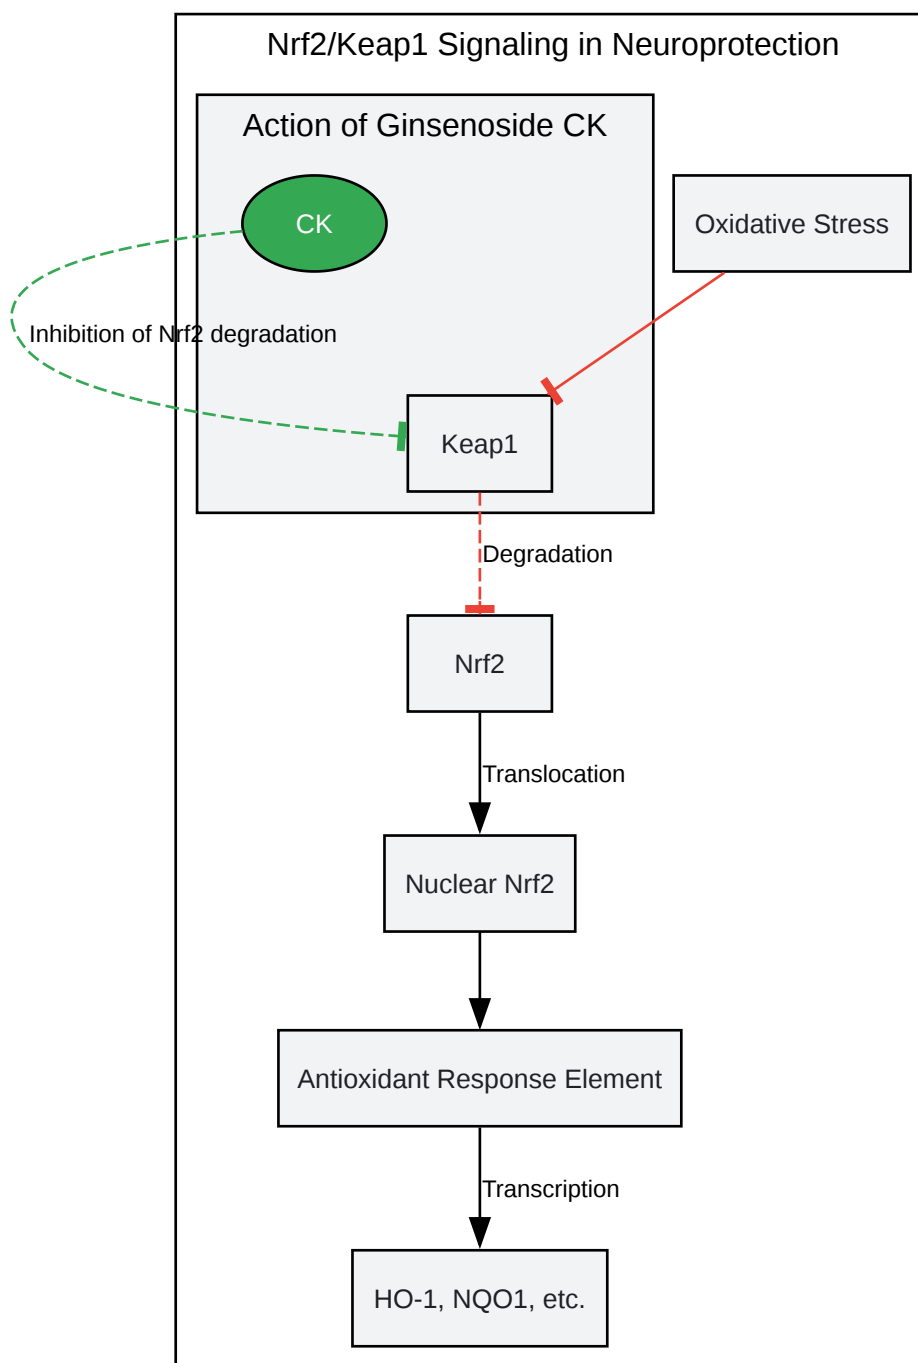 Nrf2/Keap1 Signaling in Neuroprotection
Action of Ginsenoside CK
CK
Oxidative Stress
Inhibition of Nrf2 degradation
Keap1
Degradation
Nrf2
Translocation
Nuclear Nrf2
Antioxidant Response Element
Transcription
HO-1, NQO1, etc.